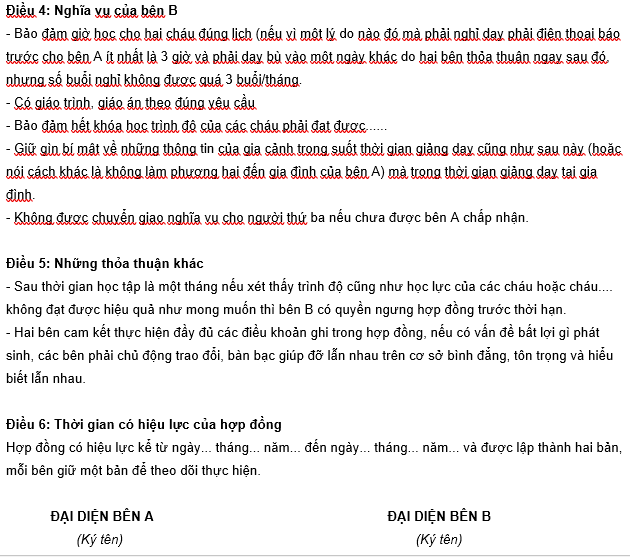 Điều 4: Nghĩa vụ của bên B
- Bảo đảm giờ học cho hai cháu đúng lịch (nếu vì một lý do nào đó mà phải nghỉ dạy phải điện thoại báo
trước cho bên A ít nhất là 3 giờ và phải dạy bù vào một ngày khác do hai bên thỏa thuận ngay sau đó,
nhưng số buổi nghỉ không được quá 3 buổi/tháng.
- Có giáo trình, giáo án theo đúng yêu cầu
- Bảo đảm hết khóa học trình độ của các cháu phải đạt được......
- Giữ gìn bí mật về những thông tin của gia cảnh trong suốt thời gian giảng dạy cũng như sau này (hoặc
nói cách khác là không làm phương hại đến gia đình của bên A) mà trong thời gian giảng dạy tại gia
đình.
- Không được chuyển giao nghĩa vụ cho người thứ ba nếu chưa được bên A chấp nhận.
Điều 5: Những thỏa thuận khác
- Sau thời gian học tập là một tháng nếu xét thấy trình độ cũng như học lực của các cháu hoặc cháu....
không đạt được hiệu quả như mong muốn thì bên B có quyền ngưng hợp đồng trước thời hạn.
- Hai bên cam kết thực hiện đầy đủ các điều khoản ghi trong hợp đồng, nếu có vấn đề bất lợi gì phát
sinh, các bên phải chủ động trao đổi, bàn bạc giúp đỡ lẫn nhau trên cơ sở bình đẳng, tôn trọng và hiểu
biết lẫn nhau.
Điều 6: Thời gian có hiệu lực của hợp đồng
Hợp đồng có hiệu lực kể từ ngày... tháng... năm... đến ngày... tháng... năm... và được lập thành hai bản,
mỗi bên giữ một bản để theo dõi thực hiện.
ĐẠI DIỆN BÊN A ĐẠI DIỆN BÊN B
(Ký tên) (Ký tên)